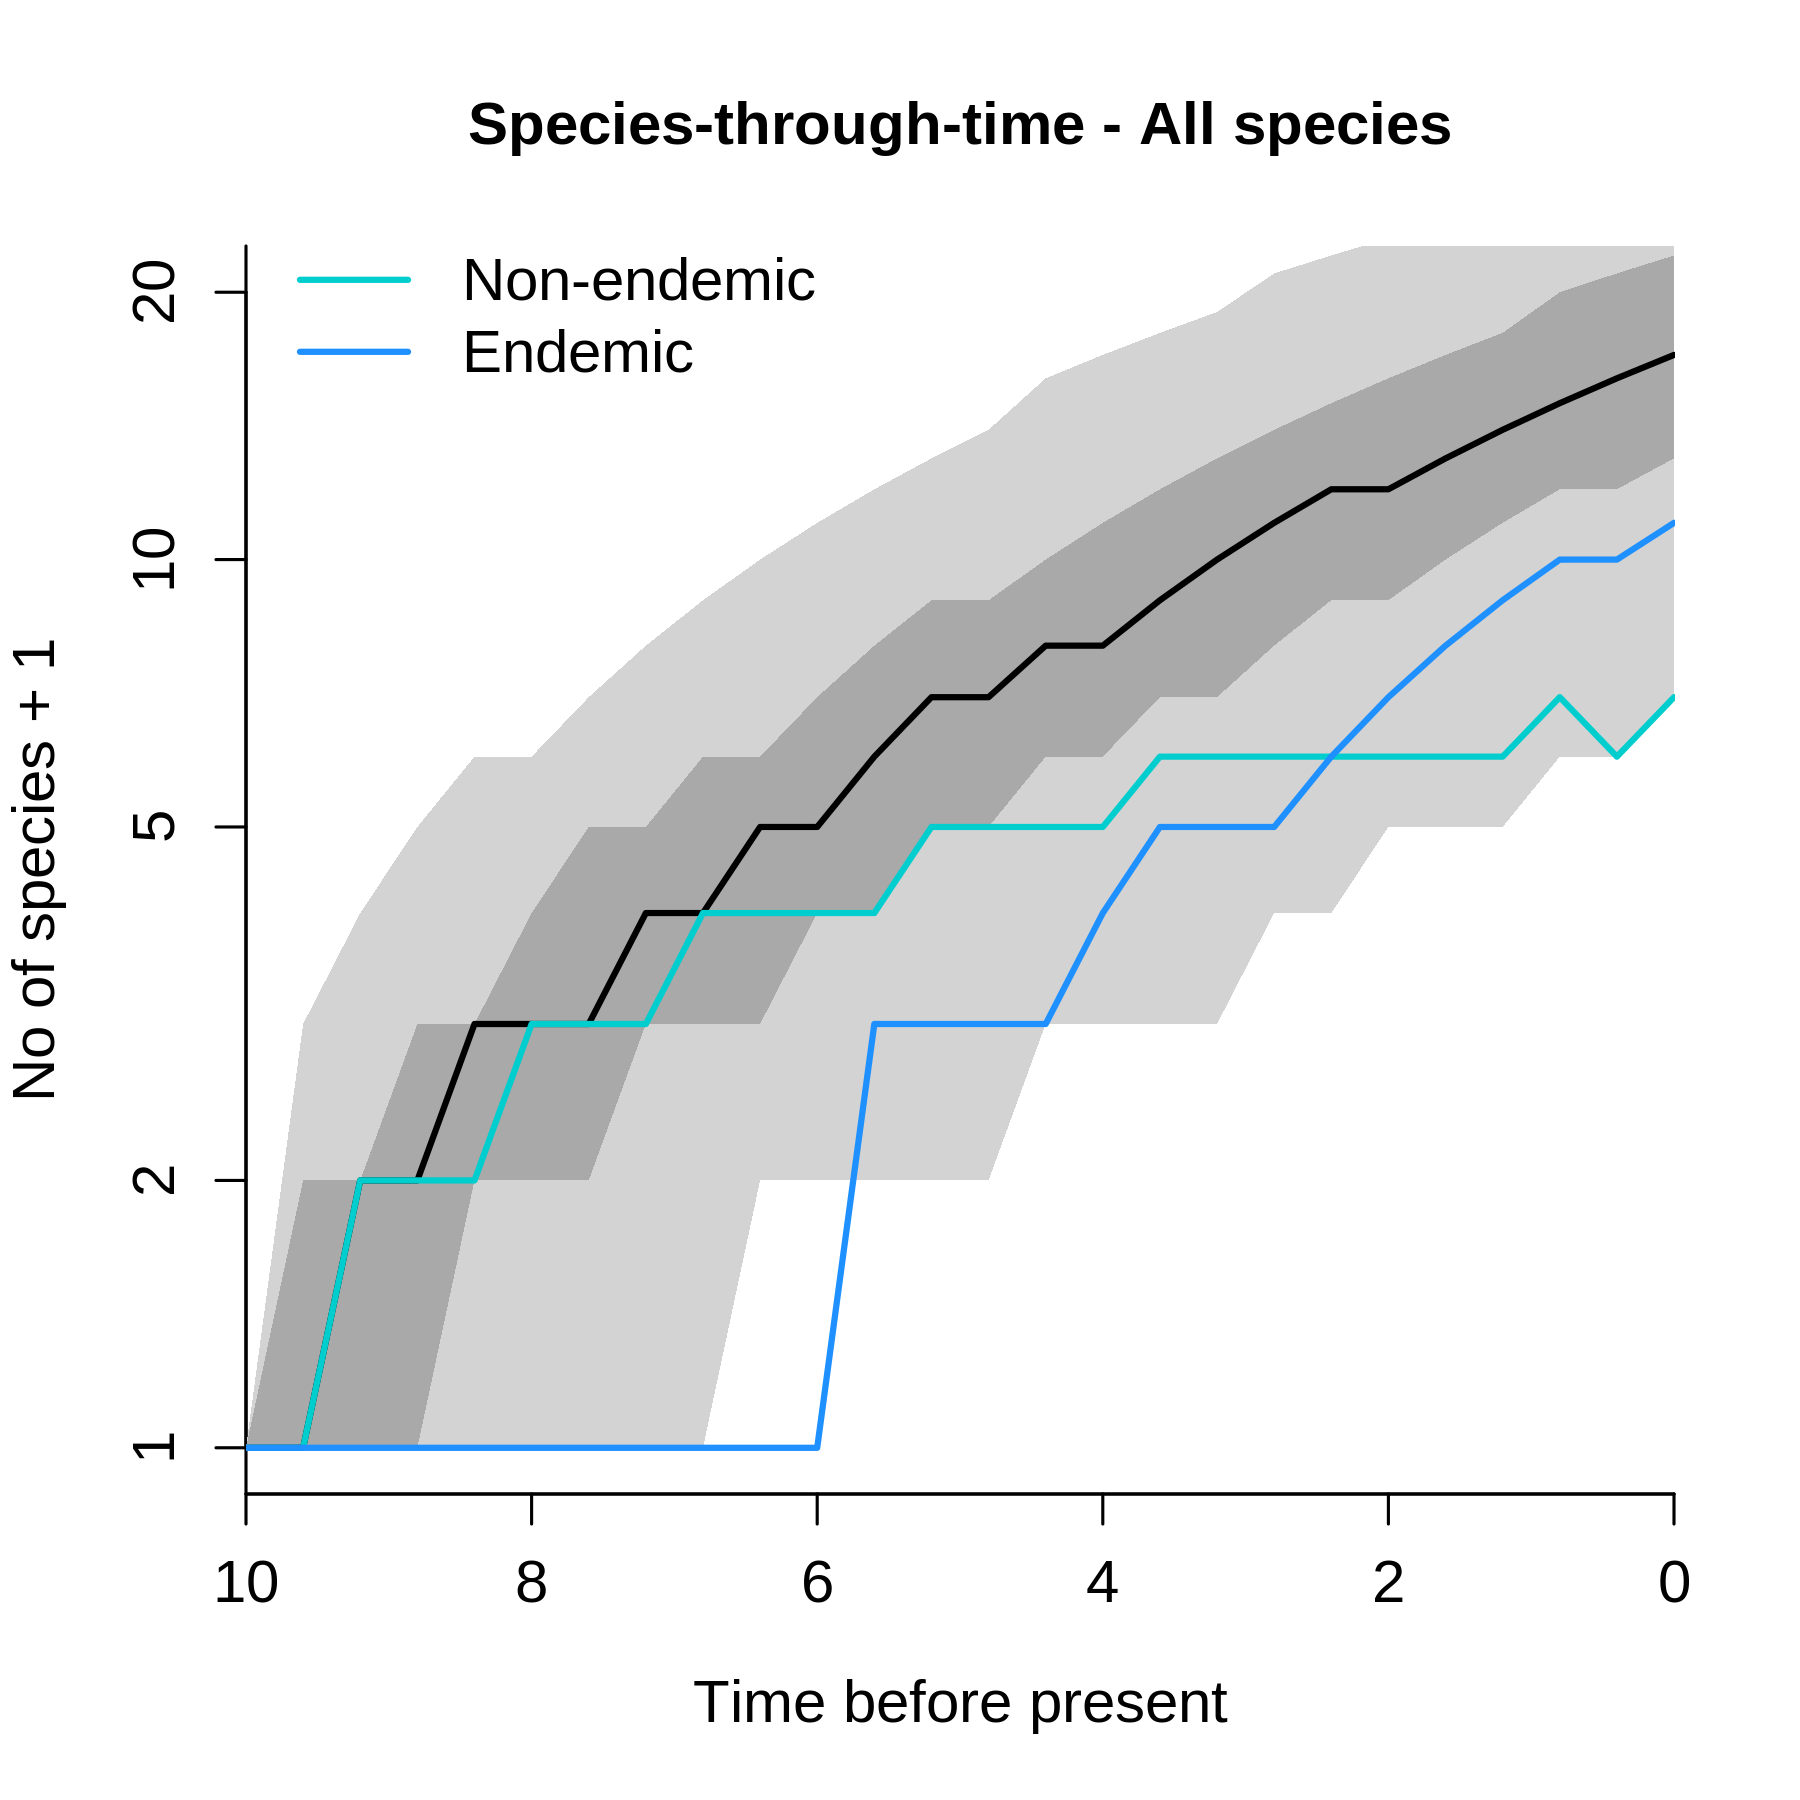 Species-through-time - All species
Non-endemic
Endemic
20
10
5
2
1
No of species + 1
10 8 6 4 2 0
Time before present